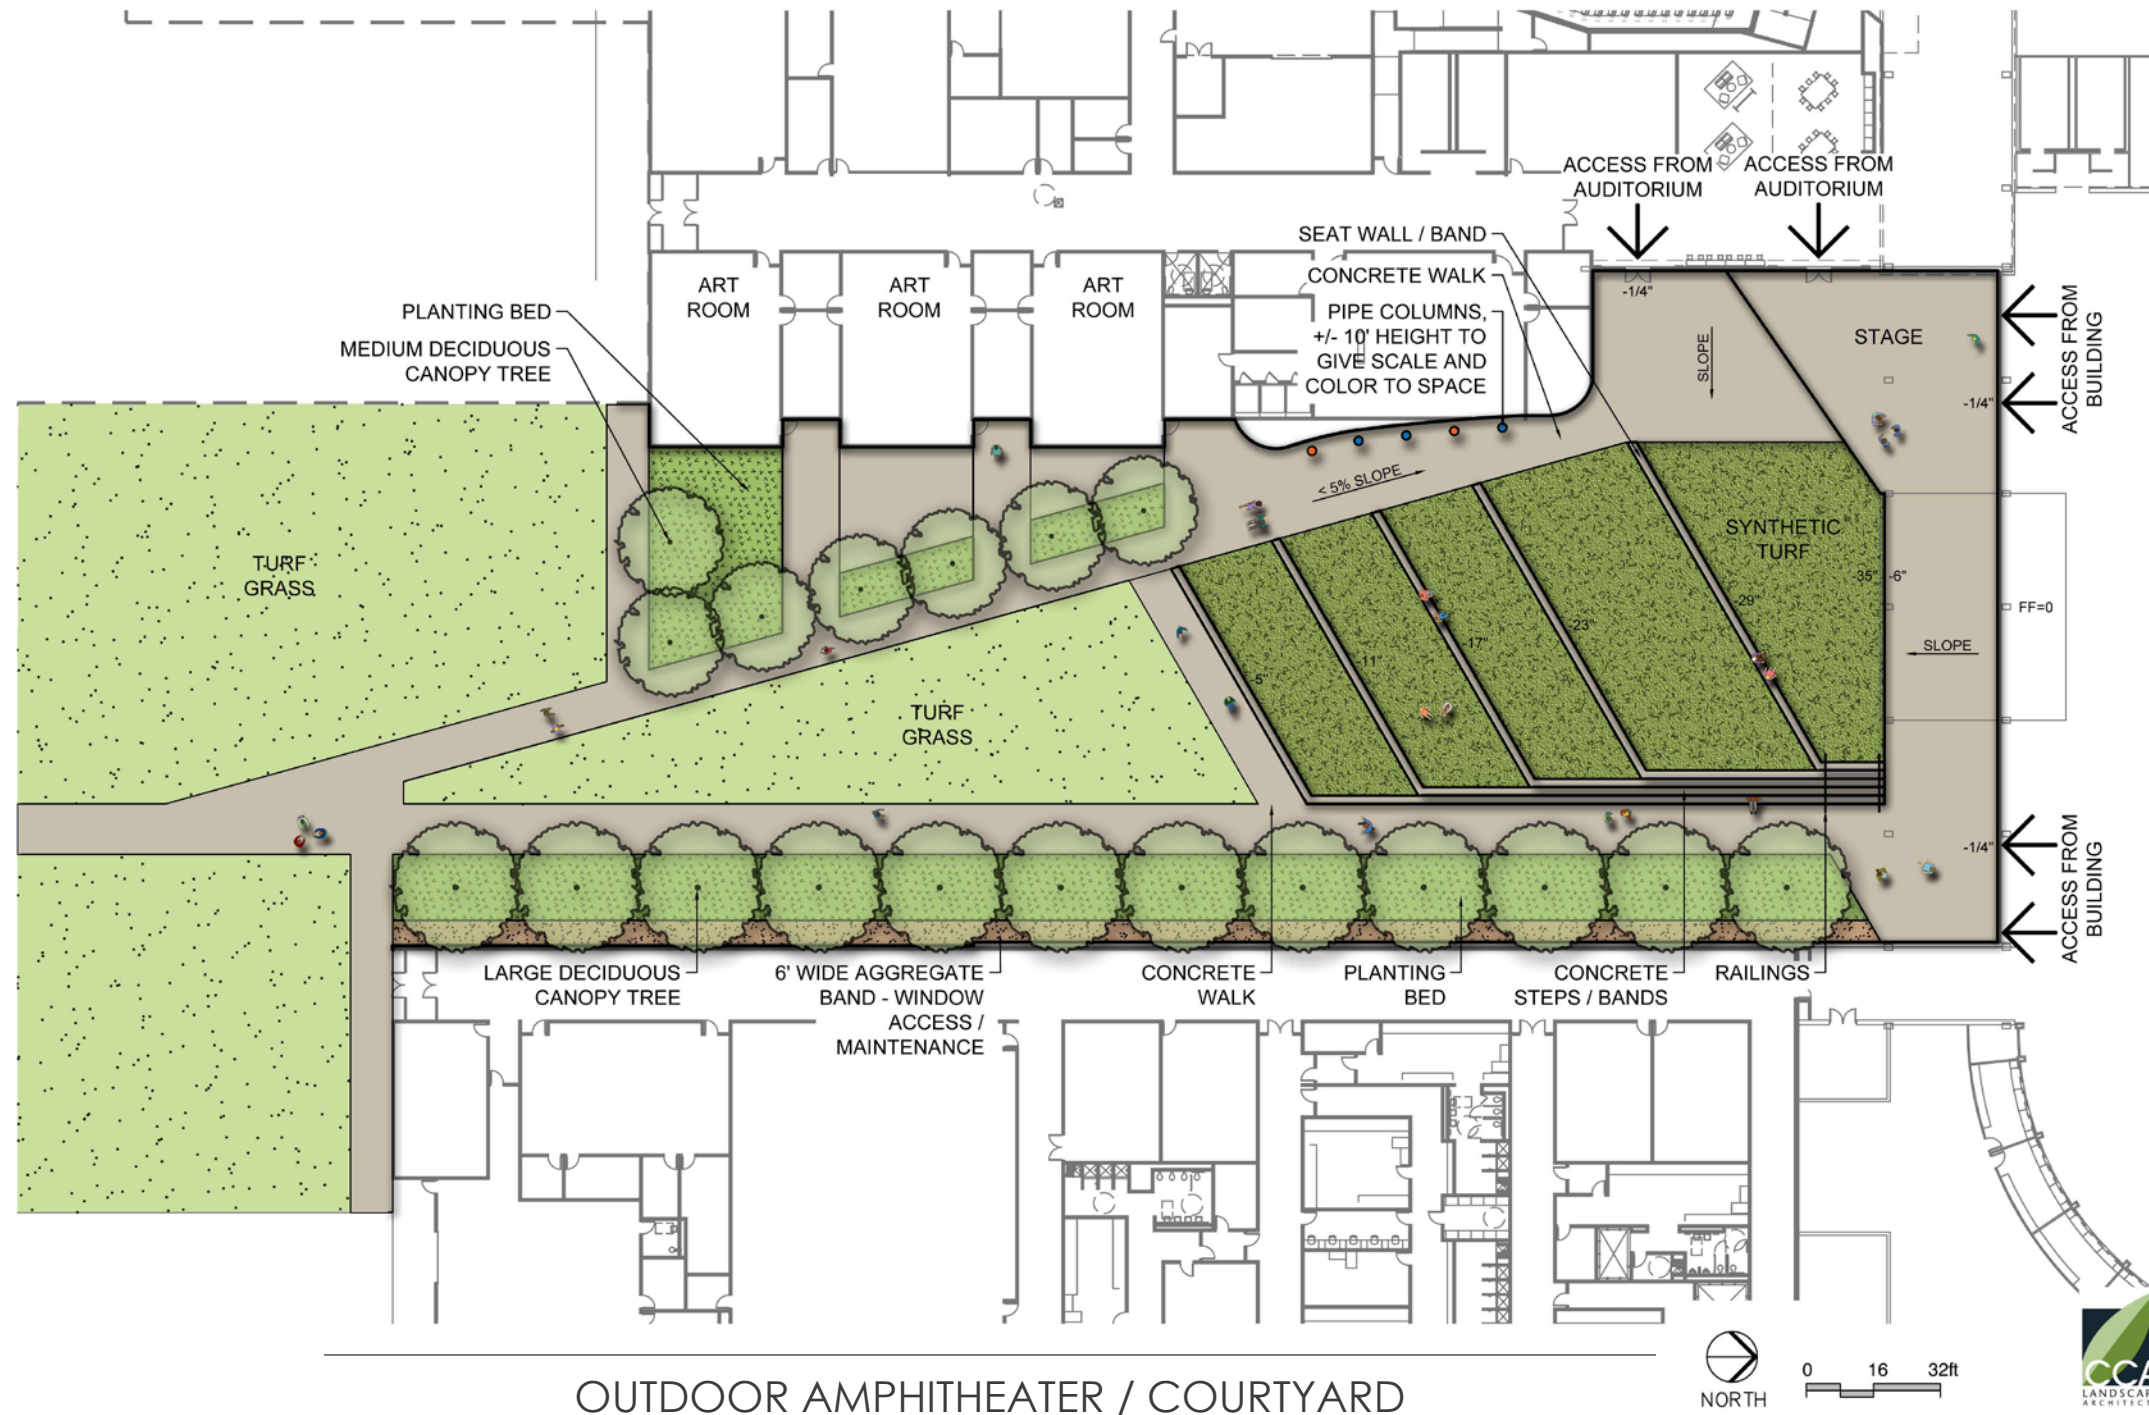 ACCESS FROM
AUDITORIUM
ACCESS FROM
AUDITORIUM
SEAT WALL / BAND
CONCRETE WALK
PIPE COLUMNS,
+/- 10' HEIGHT TO
GIVE SCALE AND
COLOR TO SPACE
ART
ROOM
ART
ROOM
ART
ROOM
PLANTING BED
MEDIUM DECIDUOUS
CANOPY TREE
-1/4"
SLOPE
STAGE
-1/4"
ACCESS FROM
BUILDING
< 5% SLOPE
TURF
GRASS
SYNTHETIC
TURF
-35"
-6"
FF=0
-29"
-23"
-17"
-11"
-5"
SLOPE
TURF
GRASS
-1/4"
ACCESS FROM
BUILDING
LARGE DECIDUOUS
CANOPY TREE
6' WIDE AGGREGATE
BAND - WINDOW
ACCESS /
MAINTENANCE
CONCRETE
WALK
PLANTING
BED
CONCRETE
STEPS / BANDS
RAILINGS
OUTDOOR AMPHITHEATER / COURTYARD
NORTH
0 16 32ft